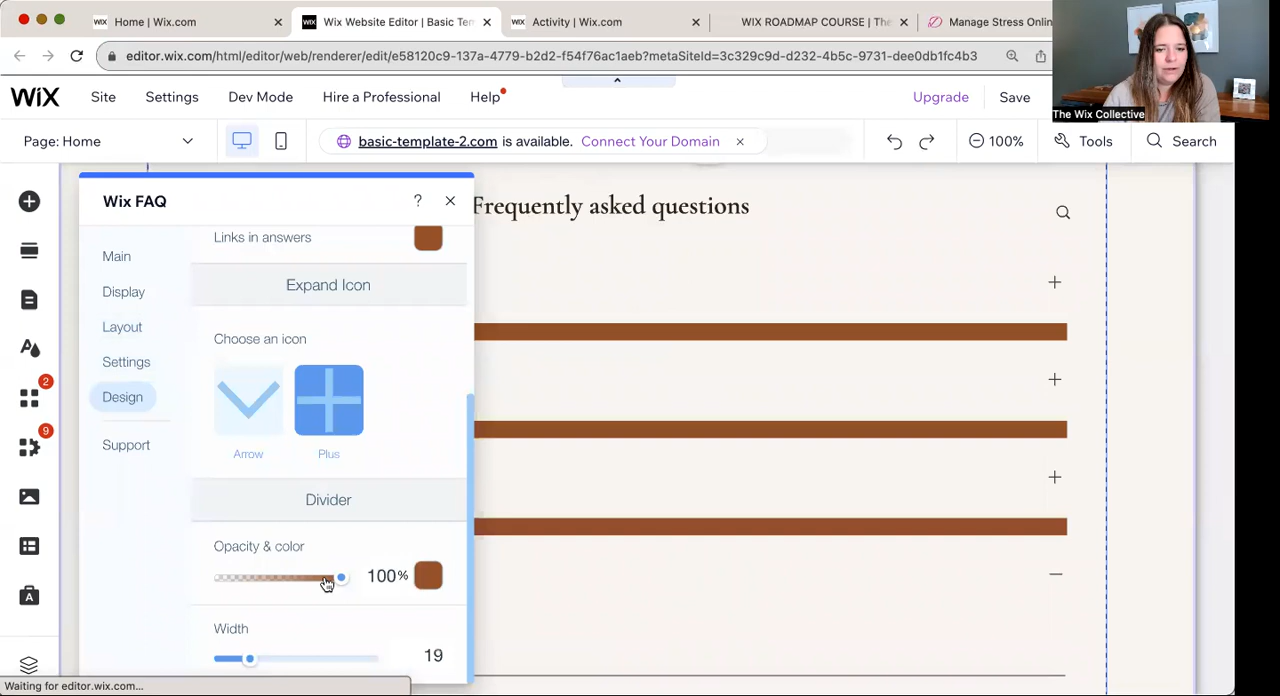 Home | Wix.com
Wix Website Editor | Basic Tem
Activity | Wix.com
WIX ROADMAP COURSE | The
Manage Stress Onlin
editor.wix.com/html/editor/web/renderer/edit/e58120c9-137a-4779-b2d2-f54f76ac1aeb?metaSiteId=3c329c9d-d232-4b5c-9731-dee0db1fc4b3
The Wix Collective
WIX
Site
Settings
Dev Mode
Hire a Professional
Help
Upgrade
Save
Page: Home
basic-template-2.com is available.
Connect Your Domain
100%
Tools
Search
2
9
Wix FAQ
?
Main
Display
Layout
Settings
Design
Support
Links in answers
Expand Icon
Choose an icon
Arrow
Plus
Divider
Opacity & color
100%
Width
19
Frequently asked questions
Waiting for editor.wix.com...